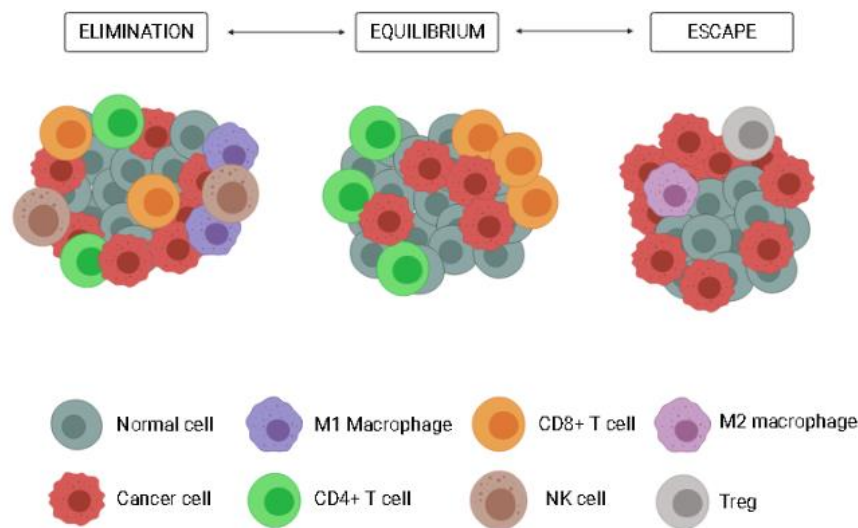 ELIMINATION
EQUILIBRIUM
ESCAPE
Normal cell
M1 Macrophage
CD8+ T cell
M2 macrophage
Cancer cell
CD4+ T cell
NK cell
Treg